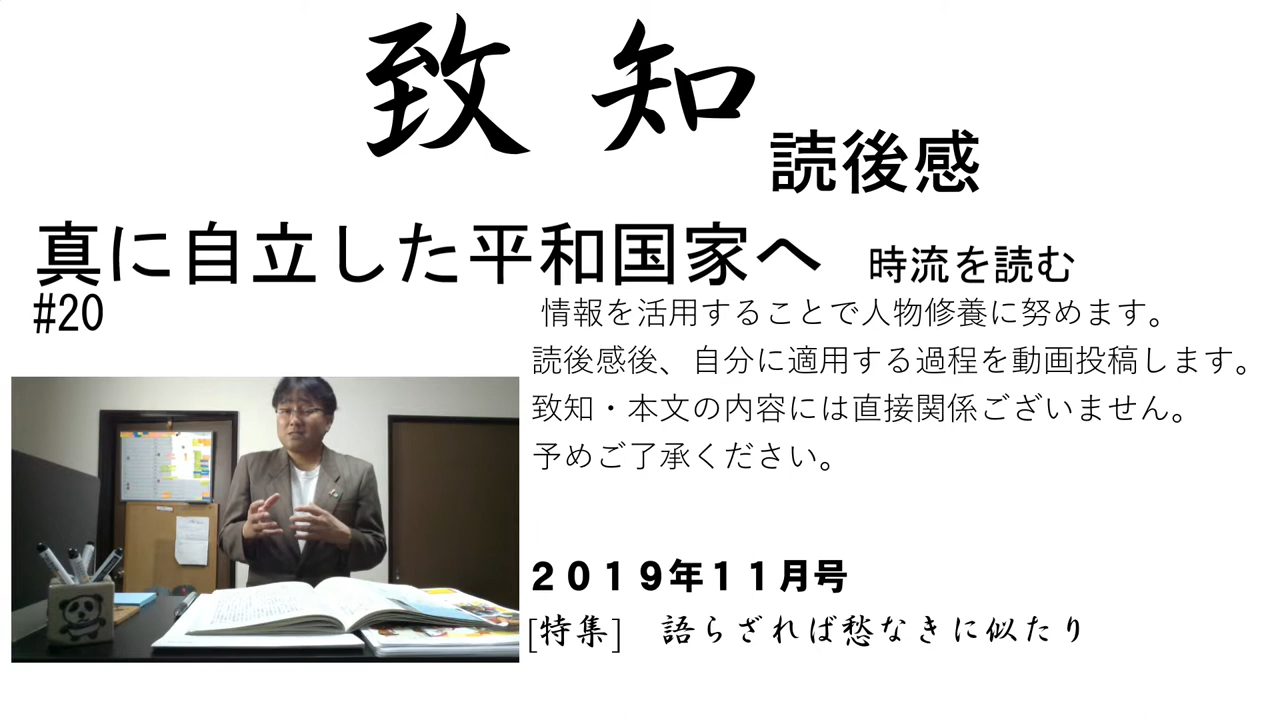 致知
読後感
真に自立した平和国家へ 時流を読む
#20
情報を活用することで人物修養に努めます。
読後感後、自分に適用する過程を動画投稿します。
致知・本文の内容には直接関係ございません。
予めご了承ください。
2019年11月号
[特集] 語らざれば愁なきに似たり